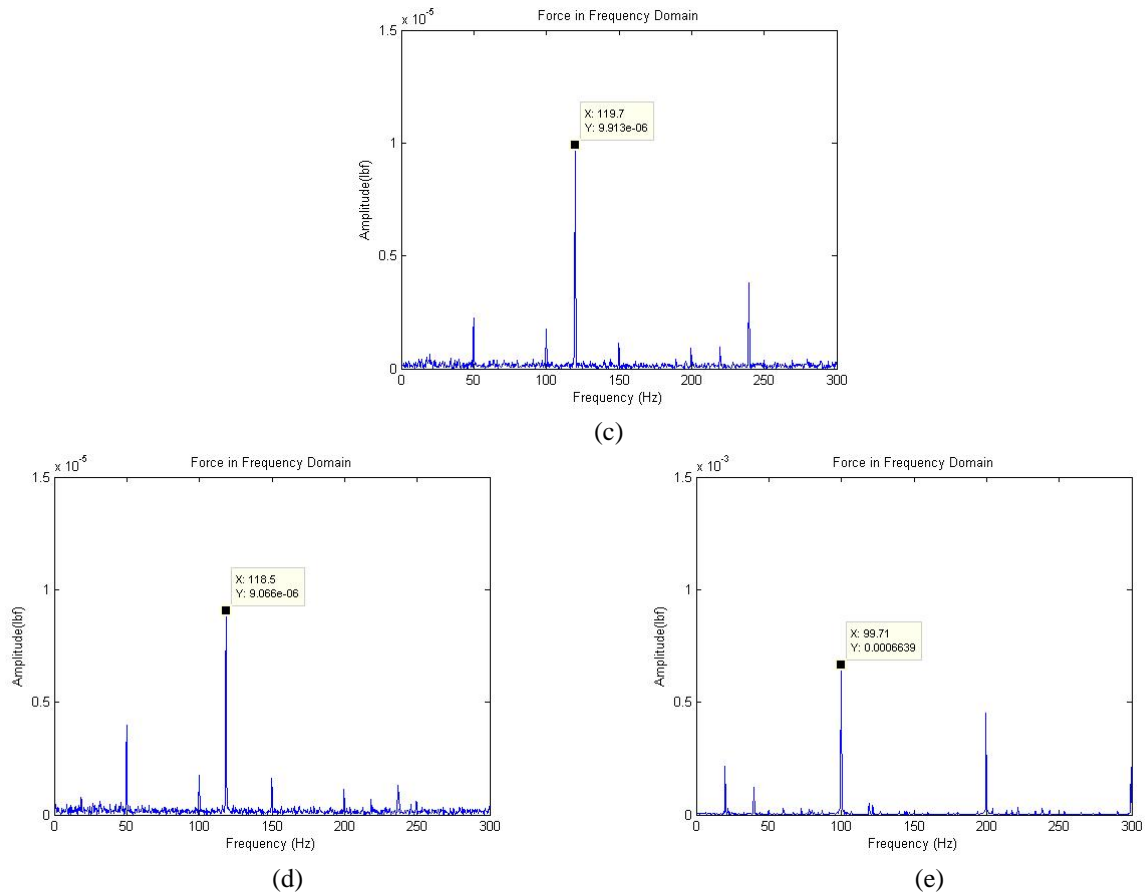 Force in Frequency Domain
1.5 x 10^-5
X: 119.7
Y: 9.913e-06
1
Amplitude(lbf)
0.5
0
0 50 100 150 200 250 300
Frequency (Hz)
(c)
Force in Frequency Domain
1.5 x 10^-5
X: 118.5
Y: 9.066e-06
1
Amplitude(lbf)
0.5
0
0 50 100 150 200 250 300
Frequency (Hz)
(d)
Force in Frequency Domain
1.5 x 10^-3
X: 99.71
Y: 0.0006639
1
Amplitude(lbf)
0.5
0
0 50 100 150 200 250 300
Frequency (Hz)
(e)